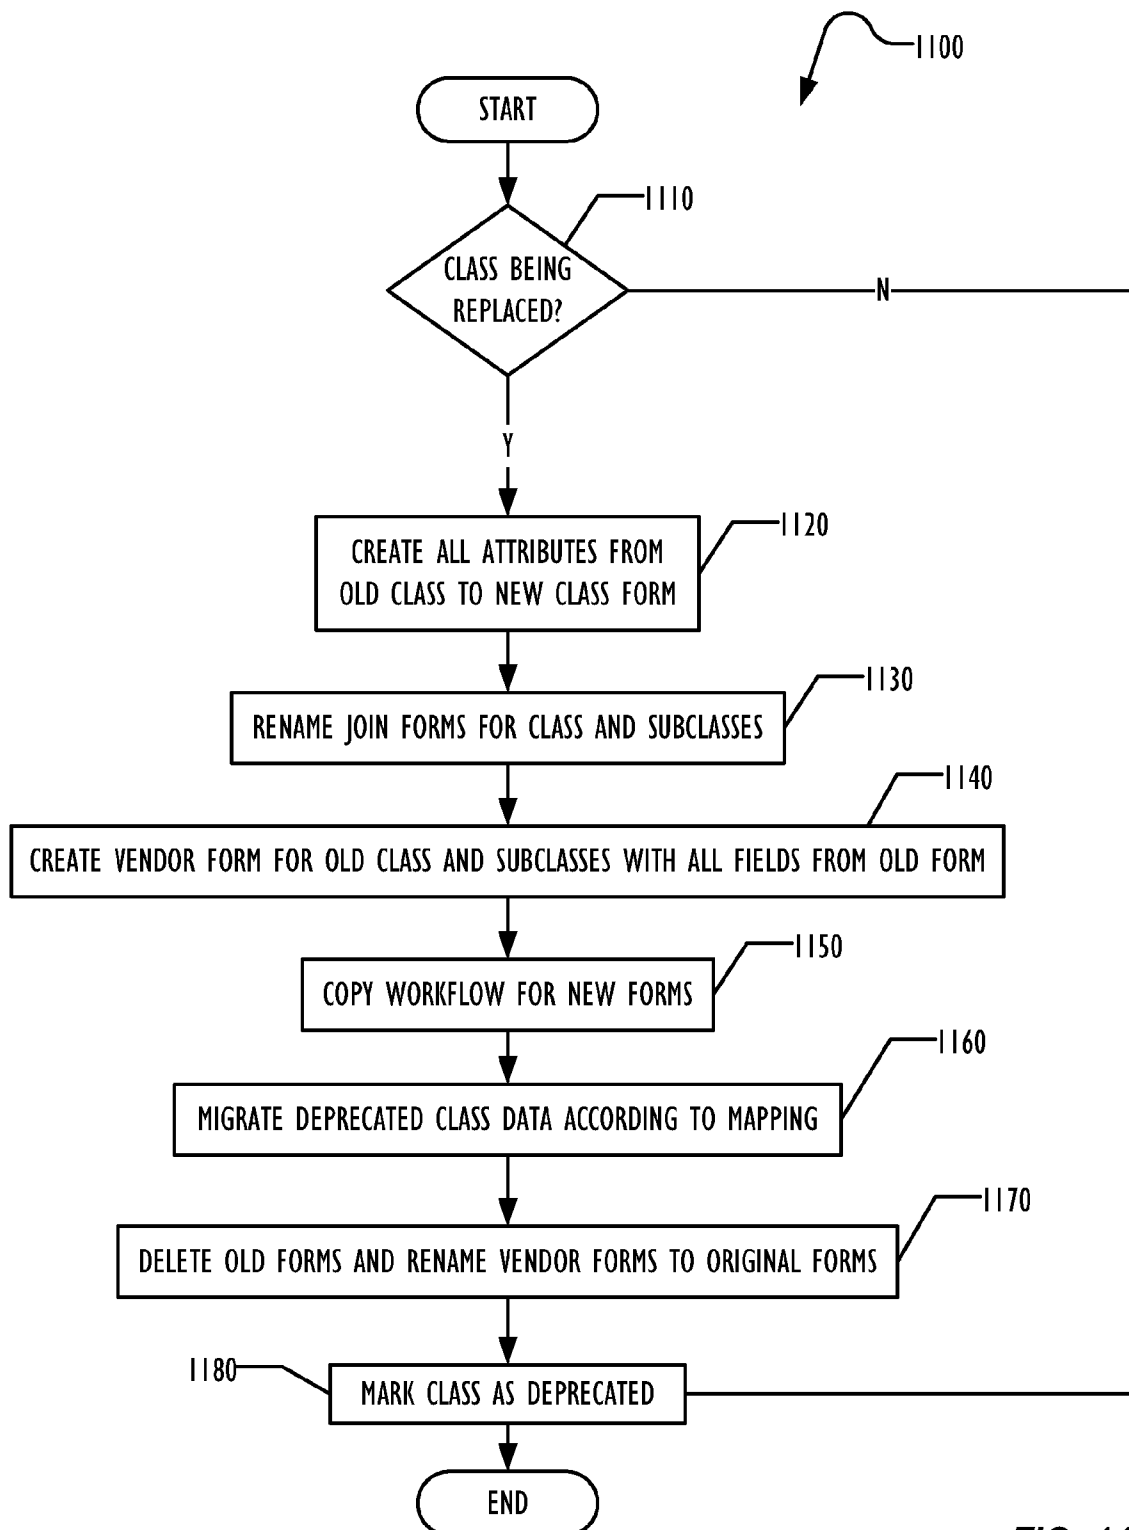 1100
START
1110
CLASS BEING
REPLACED?
N
Y
1120
CREATE ALL ATTRIBUTES FROM
OLD CLASS TO NEW CLASS FORM
1130
RENAME JOIN FORMS FOR CLASS AND SUBCLASSES
1140
CREATE VENDOR FORM FOR OLD CLASS AND SUBCLASSES WITH ALL FIELDS FROM OLD FORM
1150
COPY WORKFLOW FOR NEW FORMS
1160
MIGRATE DEPRECATED CLASS DATA ACCORDING TO MAPPING
1170
DELETE OLD FORMS AND RENAME VENDOR FORMS TO ORIGINAL FORMS
1180
MARK CLASS AS DEPRECATED
END